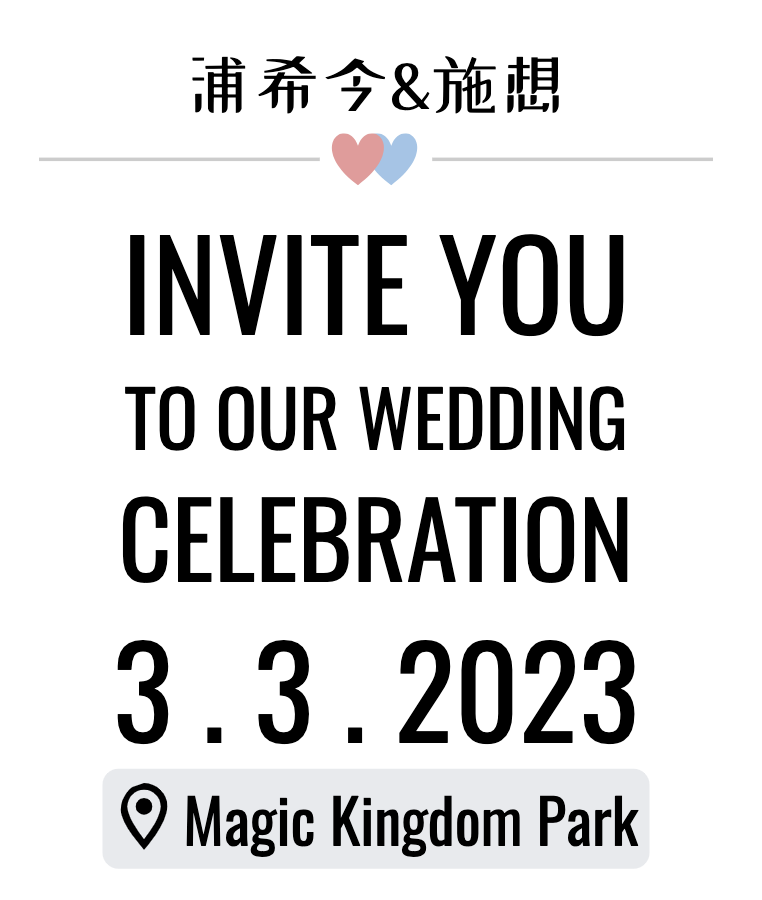 浦希今&施想
INVITE YOU
TO OUR WEDDING
CELEBRATION
3 . 3 . 2023
Magic Kingdom Park